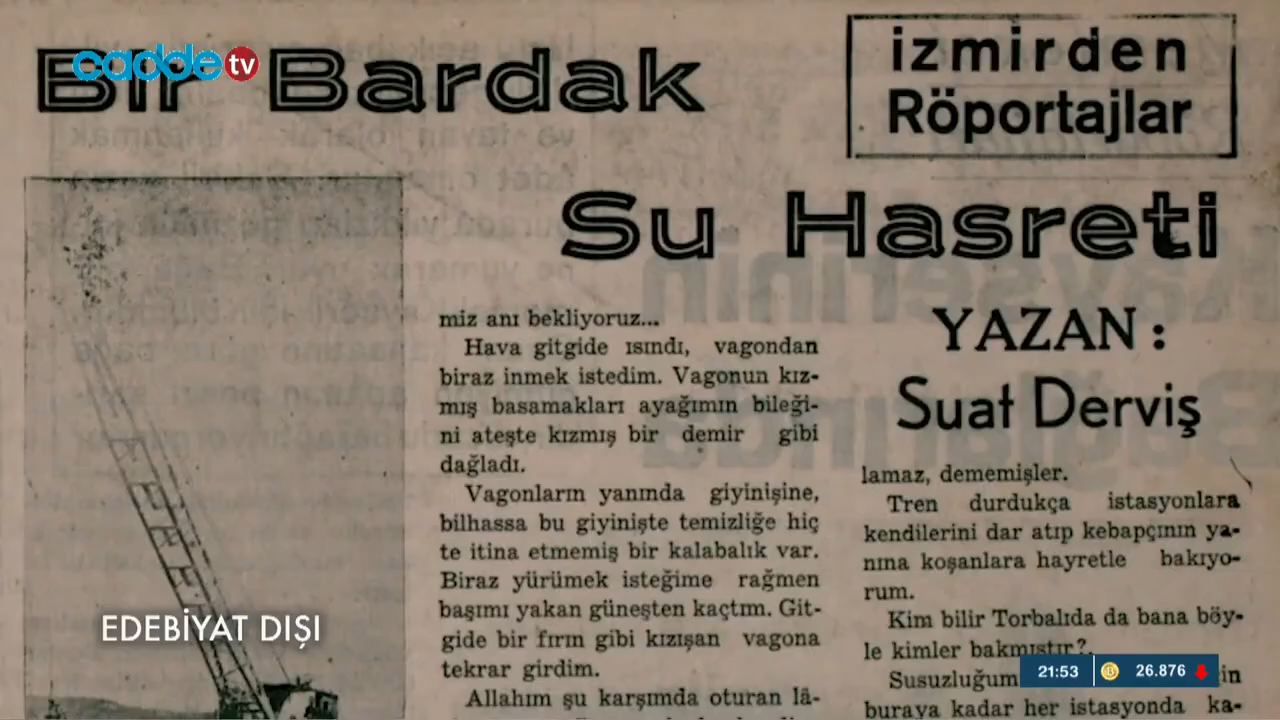 cadde tv
Bir Bardak
Su Hasreti
izmirden
Röportajlar
YAZAN :
Suat Derviş
miz anı bekliyoruz...
Hava gitgide ısındı, vagondan
biraz inmek istedim. Vagonun kız-
mış basamakları ayağımın bileği-
ni ateşte kızmış bir demir gibi
dağladı.
Vagonların yanında giyinişine,
bilhassa bu giyinişte temizliğe hiç
te itina etmemiş bir kalabalık var.
Biraz yürümek isteğime rağmen
başımı yakan güneşten kaçtım. Git-
gide bir fırın gibi kızışan vagona
tekrar girdim.
Allahım şu karşımda oturan lâ-
lamaz, dememişler.
Tren durdukça istasyonlara
kendilerini dar atıp kebapçının ya-
nına koşanlara hayretle bakıyo-
rum.
Kim bilir Torbalıda da bana böy-
le kimler bakmıştır?
Susuzluğum
buraya kadar her istasyonda ka-
EDEBİYAT DIŞI
21:53 26.876